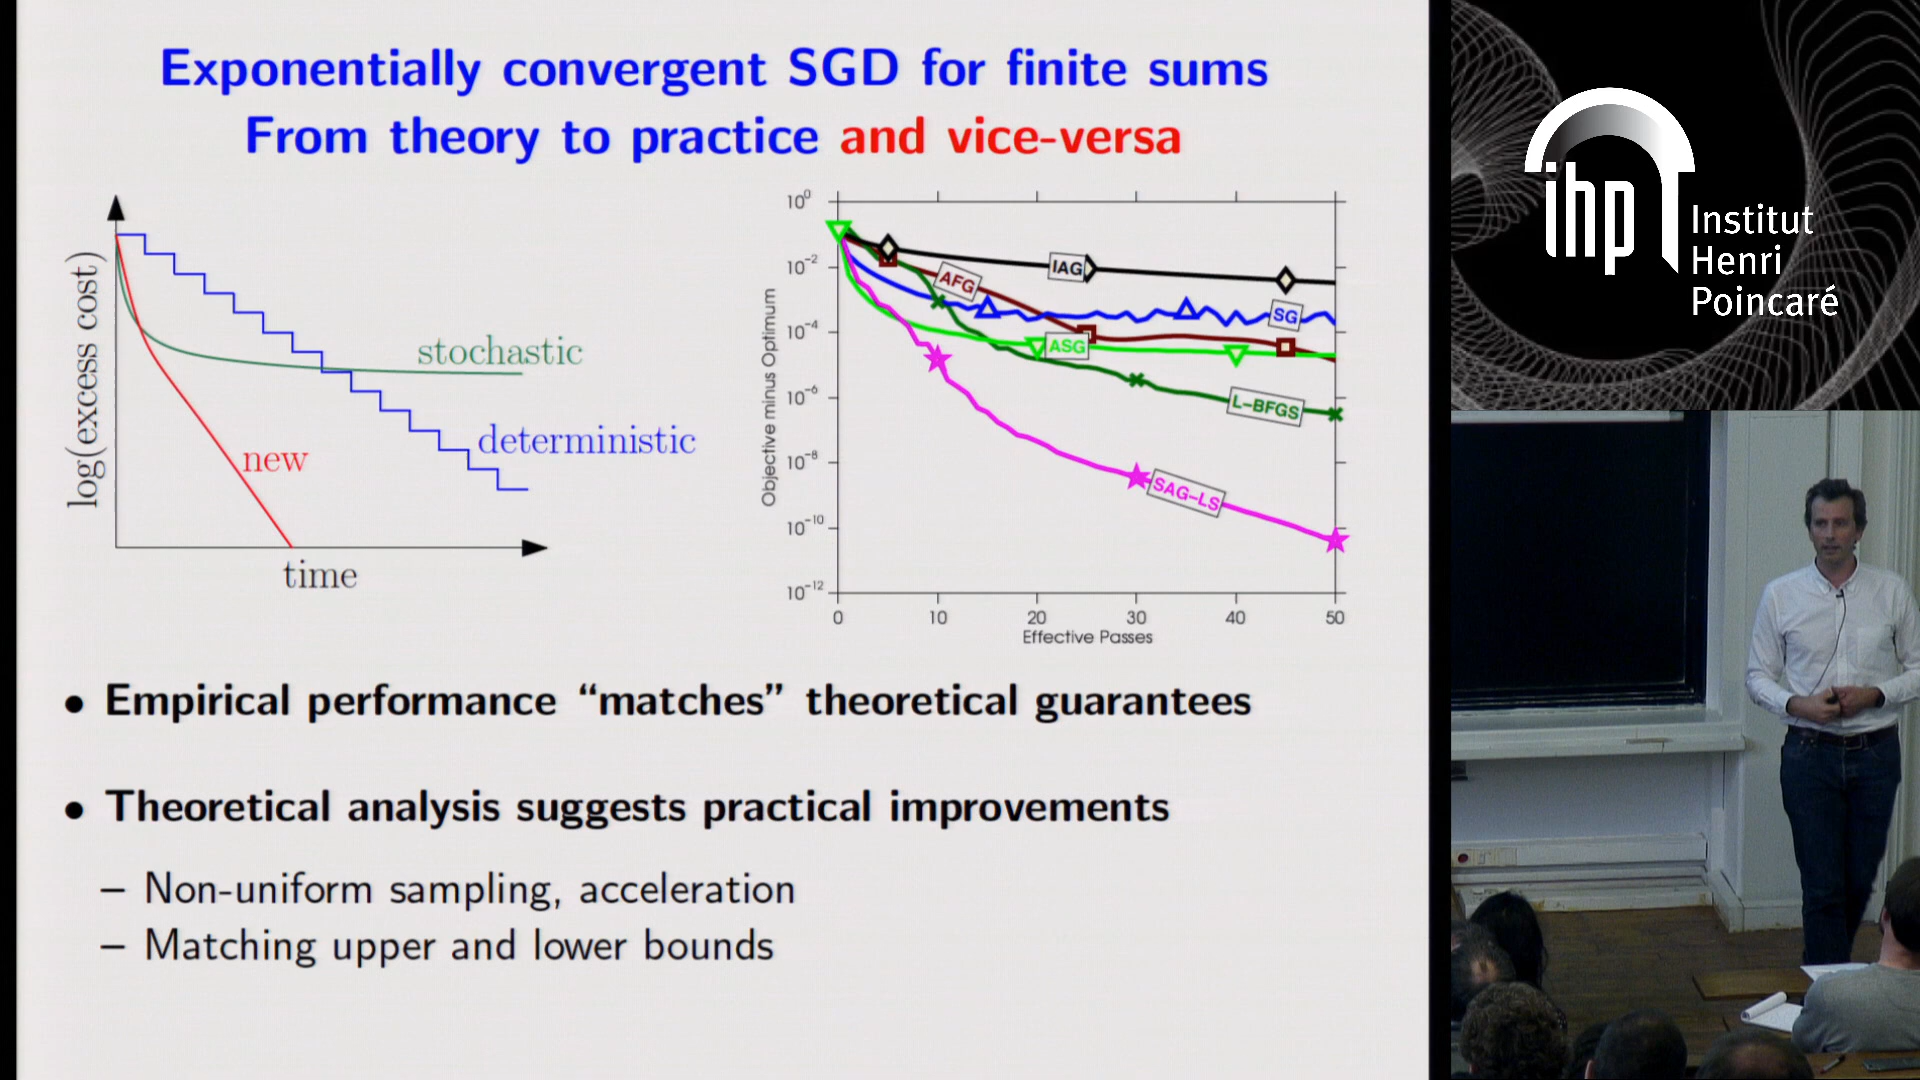 Exponentially convergent SGD for finite sums
From theory to practice and vice-versa
log(excess cost)
stochastic
deterministic
new
time
Objective minus Optimum
10^0
10^-2
10^-4
10^-6
10^-8
10^-10
10^-12
IAG
AFG
SG
ASG
L-BFGS
SAG-LS
0 10 20 30 40 50
Effective Passes
• Empirical performance “matches” theoretical guarantees
• Theoretical analysis suggests practical improvements
– Non-uniform sampling, acceleration
– Matching upper and lower bounds
ihp
Institut
Henri
Poincaré